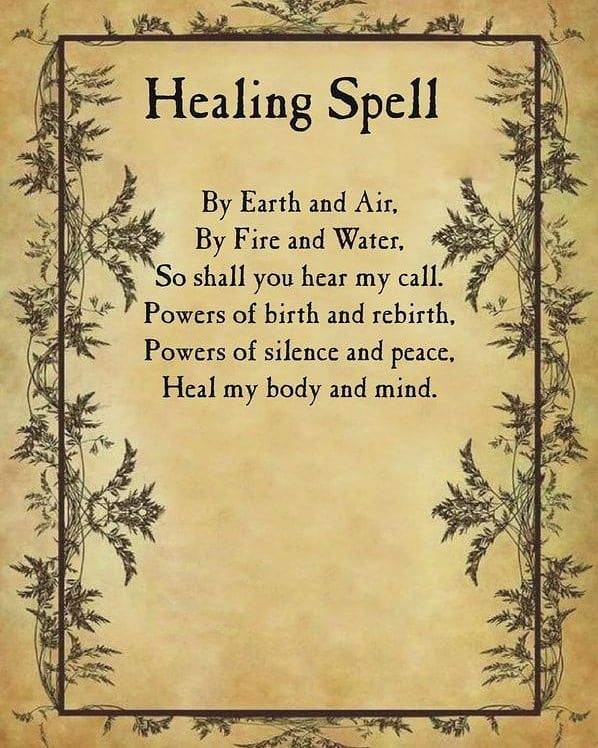 Healing Spell
By Earth and Air,
By Fire and Water,
So shall you hear my call.
Powers of birth and rebirth,
Powers of silence and peace,
Heal my body and mind.